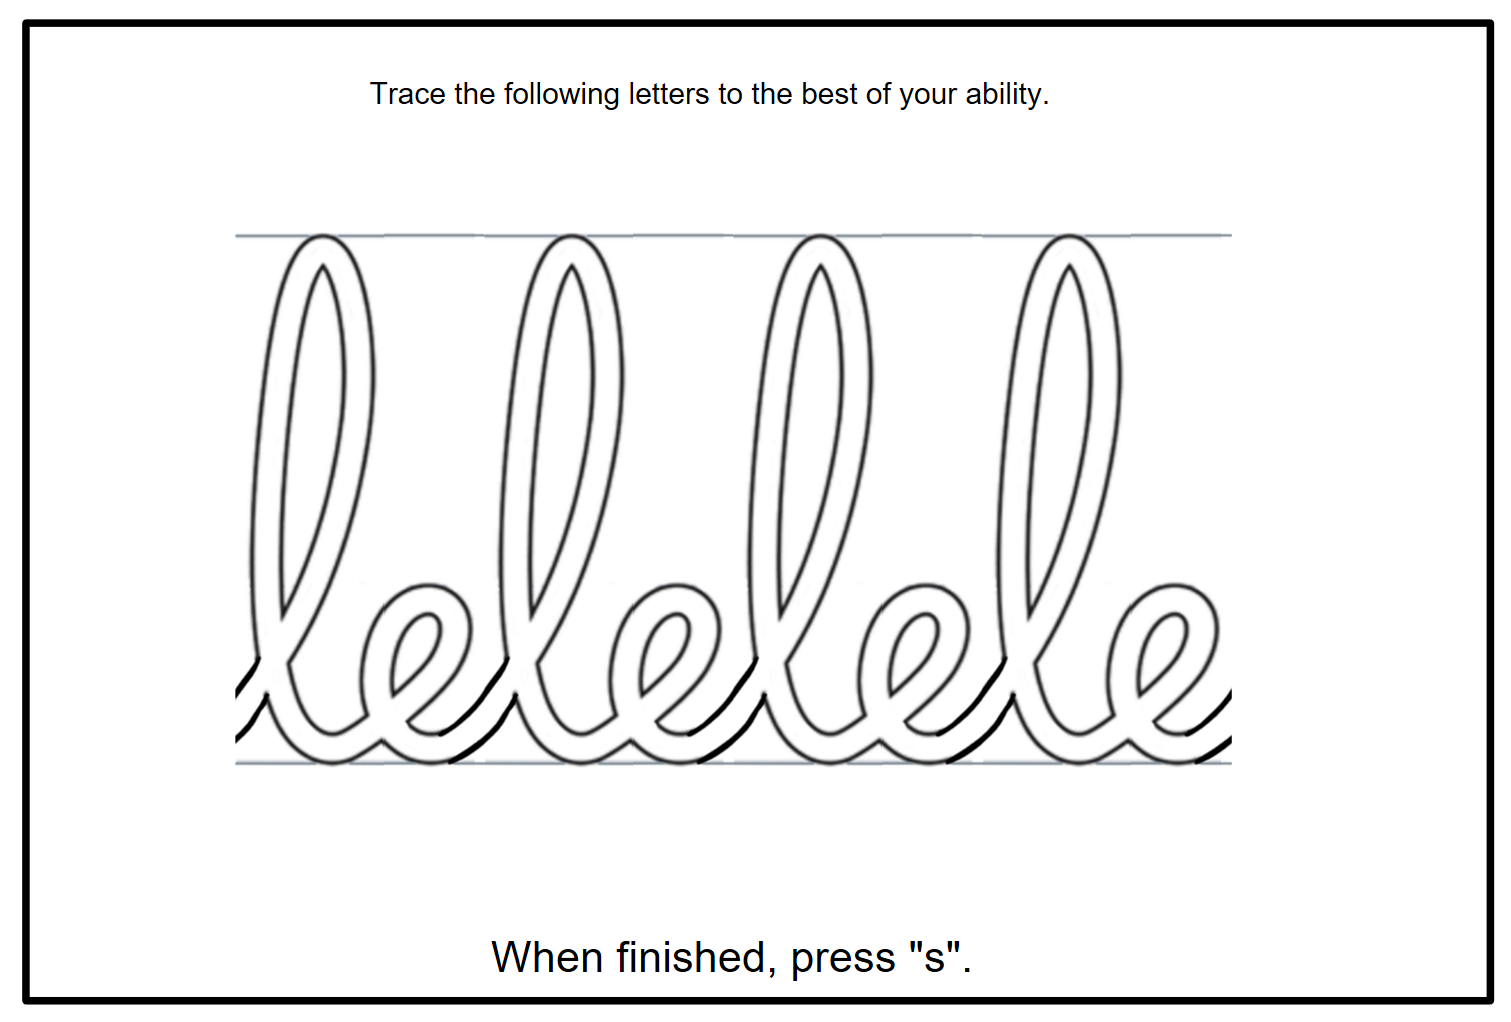 Trace the following letters to the best of your ability.
lelelele
When finished, press "s".